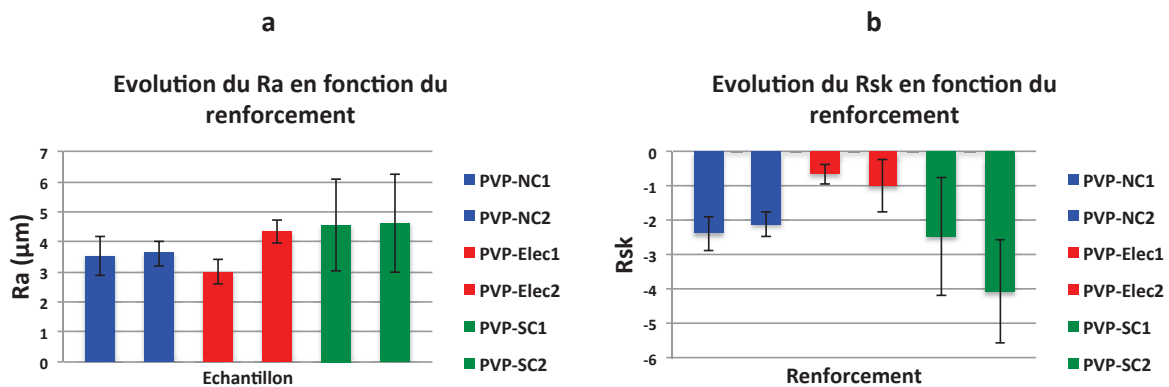 a
Evolution du Ra en fonction du
renforcement
7
6
5
4
3
2
1
0
Ra (µm)
Echantillon
PVP-NC1
PVP-NC2
PVP-Elec1
PVP-Elec2
PVP-SC1
PVP-SC2
b
Evolution du Rsk en fonction du
renforcement
0
-1
-2
-3
-4
-5
-6
Rsk
Renforcement
PVP-NC1
PVP-NC2
PVP-Elec1
PVP-Elec2
PVP-SC1
PVP-SC2